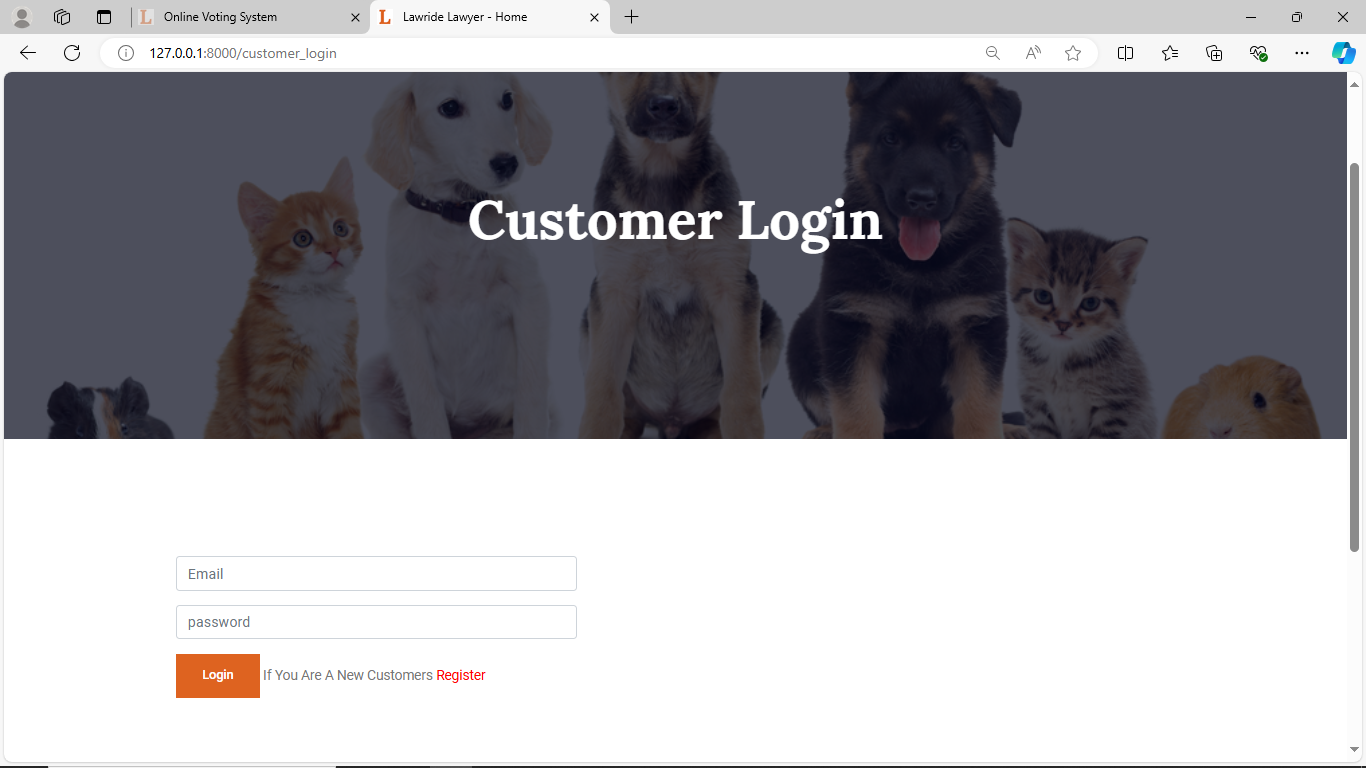 Online Voting System
Lawride Lawyer - Home
127.0.0.1:8000/customer_login
Customer Login
Email
password
Login If You Are A New Customers Register